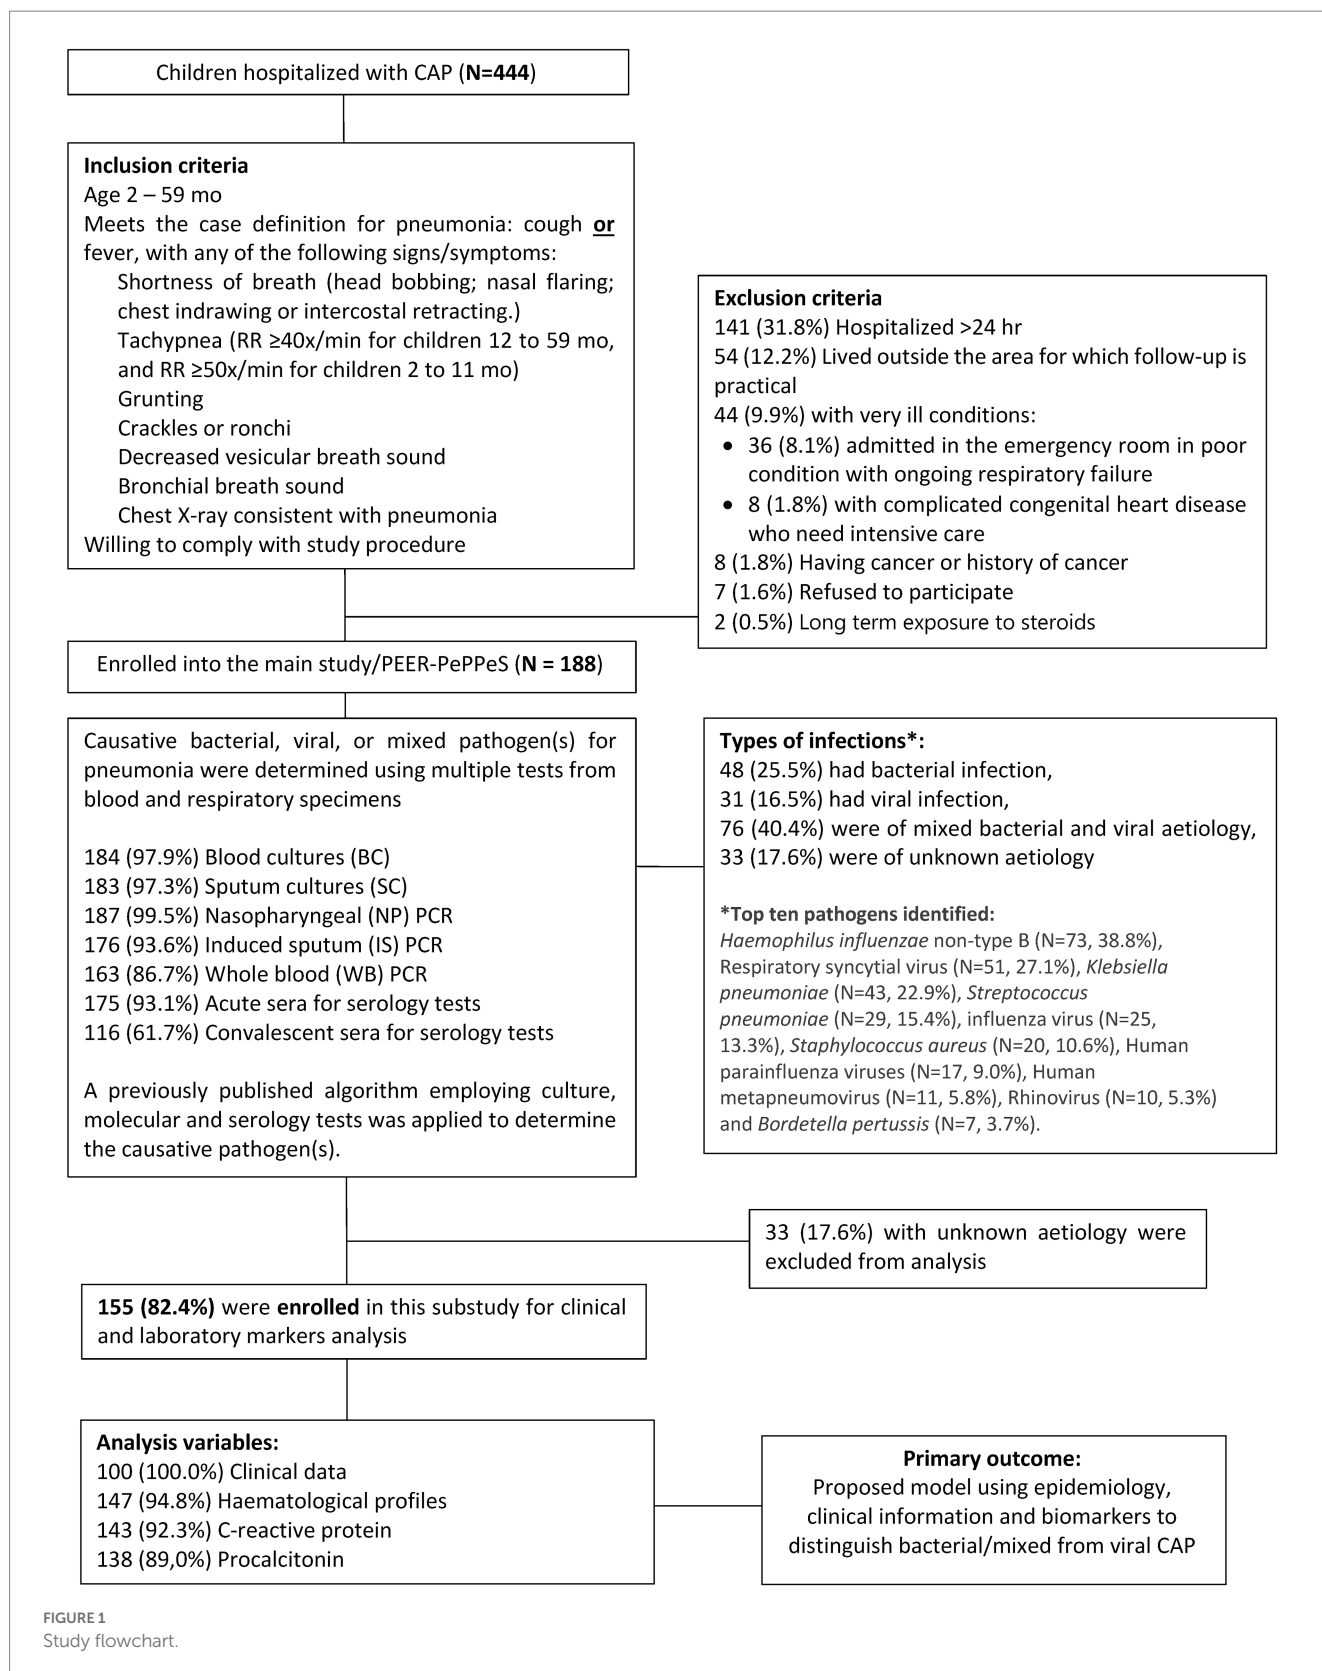 Children hospitalized with CAP (N=444)
Inclusion criteria
Age 2 – 59 mo
Meets the case definition for pneumonia: cough or
fever, with any of the following signs/symptoms:
Shortness of breath (head bobbing; nasal flaring;
chest indrawing or intercostal retracting.)
Tachypnea (RR ≥40x/min for children 12 to 59 mo,
and RR ≥50x/min for children 2 to 11 mo)
Grunting
Crackles or ronchi
Decreased vesicular breath sound
Bronchial breath sound
Chest X-ray consistent with pneumonia
Willing to comply with study procedure
Exclusion criteria
141 (31.8%) Hospitalized >24 hr
54 (12.2%) Lived outside the area for which follow-up is
practical
44 (9.9%) with very ill conditions:
• 36 (8.1%) admitted in the emergency room in poor
condition with ongoing respiratory failure
• 8 (1.8%) with complicated congenital heart disease
who need intensive care
8 (1.8%) Having cancer or history of cancer
7 (1.6%) Refused to participate
2 (0.5%) Long term exposure to steroids
Enrolled into the main study/PEER-PePPeS (N = 188)
Causative bacterial, viral, or mixed pathogen(s) for
pneumonia were determined using multiple tests from
blood and respiratory specimens
184 (97.9%) Blood cultures (BC)
183 (97.3%) Sputum cultures (SC)
187 (99.5%) Nasopharyngeal (NP) PCR
176 (93.6%) Induced sputum (IS) PCR
163 (86.7%) Whole blood (WB) PCR
175 (93.1%) Acute sera for serology tests
116 (61.7%) Convalescent sera for serology tests
A previously published algorithm employing culture,
molecular and serology tests was applied to determine
the causative pathogen(s).
Types of infections*:
48 (25.5%) had bacterial infection,
31 (16.5%) had viral infection,
76 (40.4%) were of mixed bacterial and viral aetiology,
33 (17.6%) were of unknown aetiology
*Top ten pathogens identified:
Haemophilus influenzae non-type B (N=73, 38.8%),
Respiratory syncytial virus (N=51, 27.1%), Klebsiella
pneumoniae (N=43, 22.9%), Streptococcus
pneumoniae (N=29, 15.4%), influenza virus (N=25,
13.3%), Staphylococcus aureus (N=20, 10.6%), Human
parainfluenza viruses (N=17, 9.0%), Human
metapneumovirus (N=11, 5.8%), Rhinovirus (N=10, 5.3%)
and Bordetella pertussis (N=7, 3.7%).
33 (17.6%) with unknown aetiology were
excluded from analysis
155 (82.4%) were enrolled in this substudy for clinical
and laboratory markers analysis
Analysis variables:
100 (100.0%) Clinical data
147 (94.8%) Haematological profiles
143 (92.3%) C-reactive protein
138 (89,0%) Procalcitonin
Primary outcome:
Proposed model using epidemiology,
clinical information and biomarkers to
distinguish bacterial/mixed from viral CAP
FIGURE 1
Study flowchart.